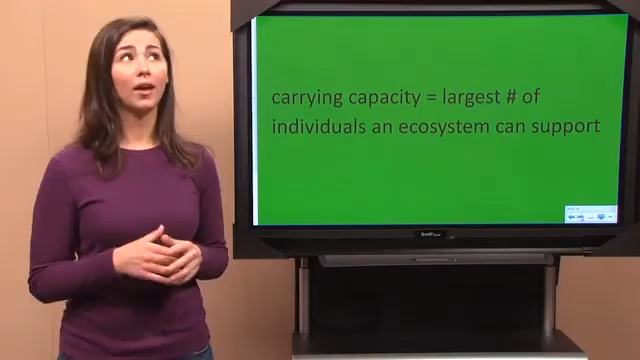 carrying capacity = largest # of
individuals an ecosystem can support